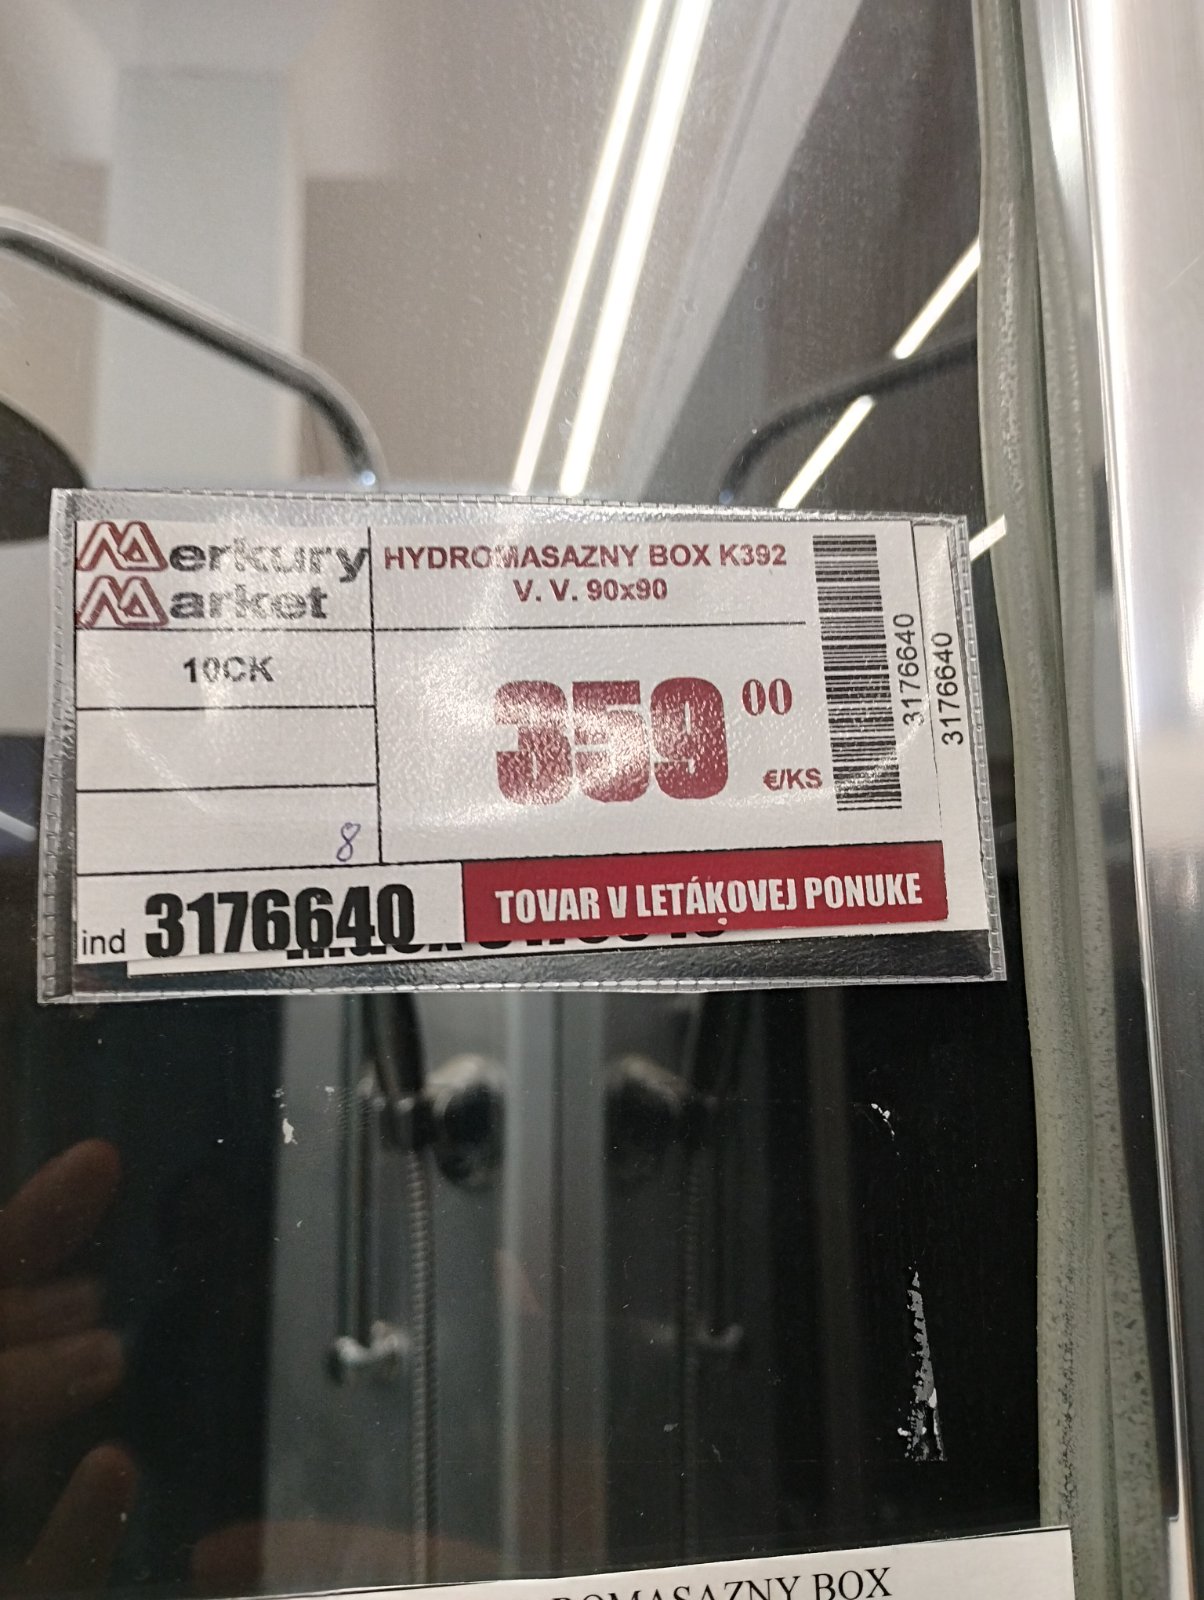 Merkury
Market
HYDROMASAZNY BOX K392
V. V. 90x90
10CK
359 00
€/KS
3176640
3176640
8
ind 3176640
TOVAR V LETÁKOVEJ PONUKE
BOX